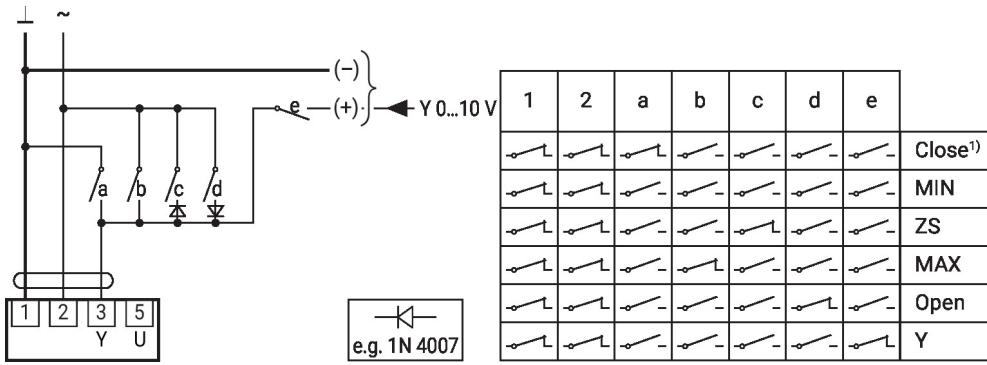 ⊥ ~
(−)
e (+) Y 0...10 V
a b c d
1 2 3 5
Y U
e.g. 1N 4007
1 2 a b c d e
Close¹⁾
MIN
ZS
MAX
Open
Y